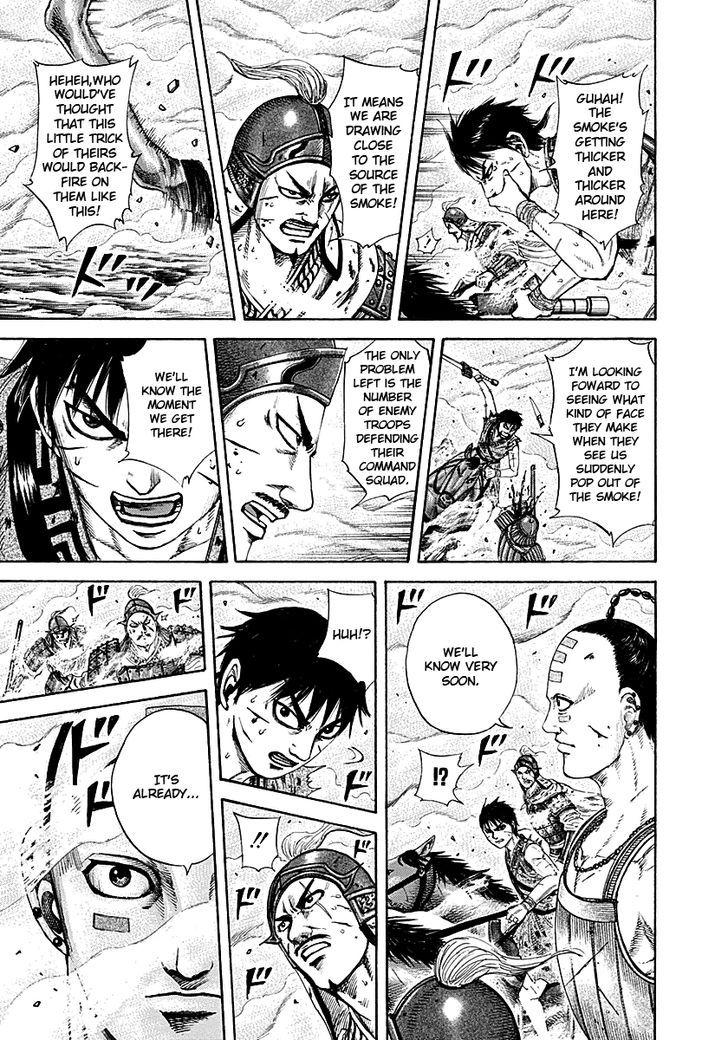 GUHAH!
THE
SMOKE'S
GETTING
THICKER
AND
THICKER
AROUND
HERE!
ドド
IT MEANS
WE ARE
DRAWING
CLOSE
TO THE
SOURCE
OF THE
SMOKE!
HEHEH,WHO
WOULD'VE
THOUGHT
THAT THIS
LITTLE TRICK
OF THEIRS
WOULD BACK-
FIRE ON
THEM LIKE
THIS!
ドド
I'M LOOKING
FOWARD TO
SEEING WHAT
KIND OF FACE
THEY MAKE
WHEN THEY
SEE US
SUDDENLY
POP OUT OF
THE SMOKE!
THE ONLY
PROBLEM
LEFT IS THE
NUMBER
OF ENEMY
TROOPS
DEFENDING
THEIR
COMMAND
SQUAD.
WE'LL
KNOW THE
MOMENT
WE GET
THERE!
ドド
WE'LL
KNOW VERY
SOON.
!?
HUH!?
ドド
ドド
!!
IT'S
ALREADY...